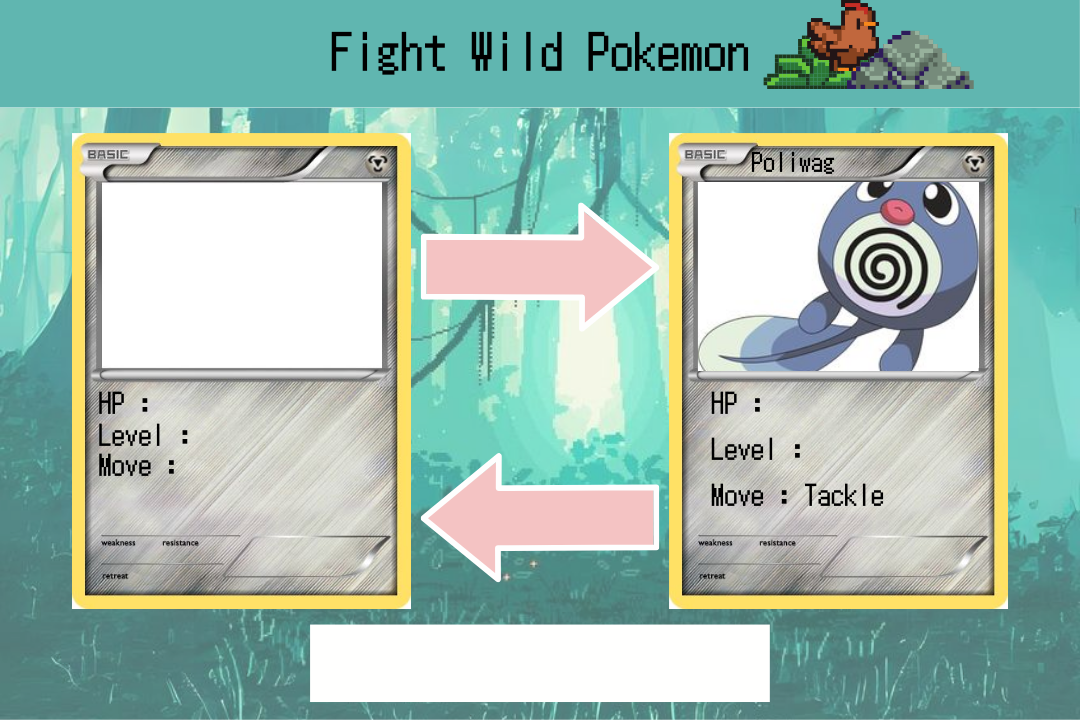 Fight Wild Pokemon
BASIC
HP :
Level :
Move :
weakness resistance
retreat
BASIC
Poliwag
HP :
Level :
Move : Tackle
weakness resistance
retreat